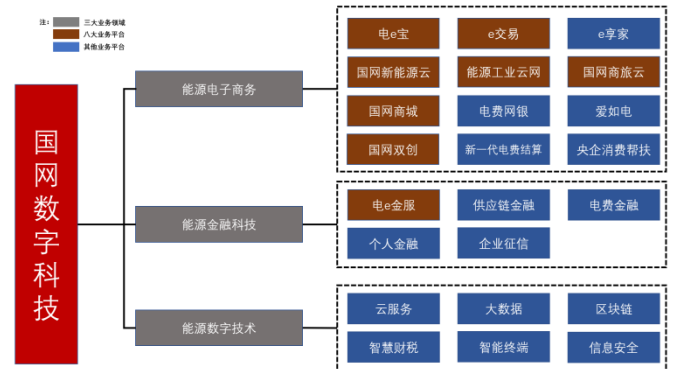 注：
三大业务领域
八大业务平台
其他业务平台
国网数字科技
能源电子商务
电e宝
e交易
e享家
国网新能源云
能源工业云网
国网商旅云
国网商城
电费网银
爱如电
国网双创
新一代电费结算
央企消费帮扶
能源金融科技
电e金服
供应链金融
电费金融
个人金融
企业征信
能源数字技术
云服务
大数据
区块链
智慧财税
智能终端
信息安全